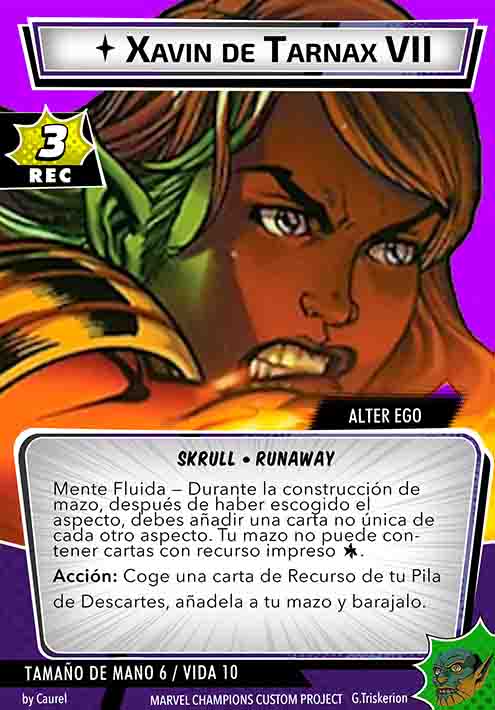 XAVIN DE TARNAX VII
3
REC
ALTER EGO
SKRULL • RUNAWAY
Mente Fluida – Durante la construcción de
mazo, después de haber escogido el
aspecto, debes añadir una carta no única de
cada otro aspecto. Tu mazo no puede con-
tener cartas con recurso impreso .
Acción: Coge una carta de Recurso de tu Pila
de Descartes, añadela a tu mazo y barajalo.
TAMAÑO DE MANO 6 / VIDA 10
by Caurel MARVEL CHAMPIONS CUSTOM PROJECT G.Triskerion